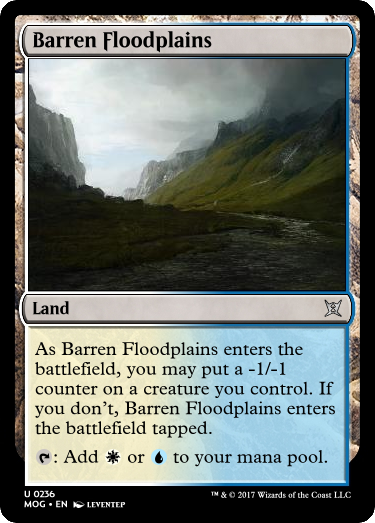 Barren Floodplains
Land
As Barren Floodplains enters the
battlefield, you may put a -1/-1
counter on a creature you control. If
you don't, Barren Floodplains enters
the battlefield tapped.
: Add or to your mana pool.
U 0236
MOG • EN LEVENTEP
™ & © 2017 Wizards of the Coast LLC